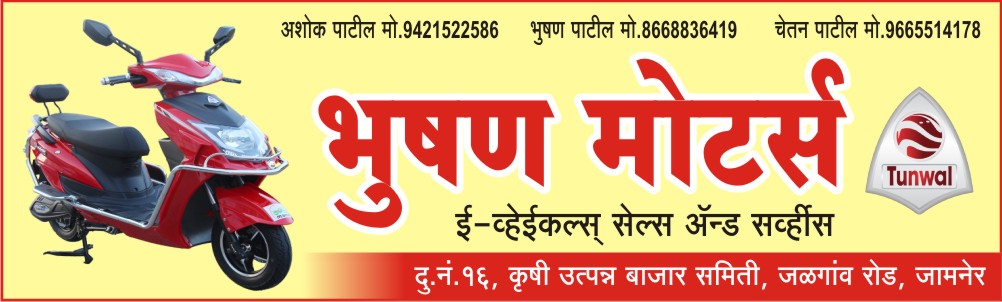 अशोक पाटील मो.9421522586 भुषण पाटील मो.8668836419 चेतन पाटील मो.9665514178
भुषण मोटर्स
Tunwal
ई-व्हेईकल्स् सेल्स ॲन्ड सर्व्हीस
दु.नं.१६, कृषी उत्पन्न बाजार समिती, जळगांव रोड, जामनेर